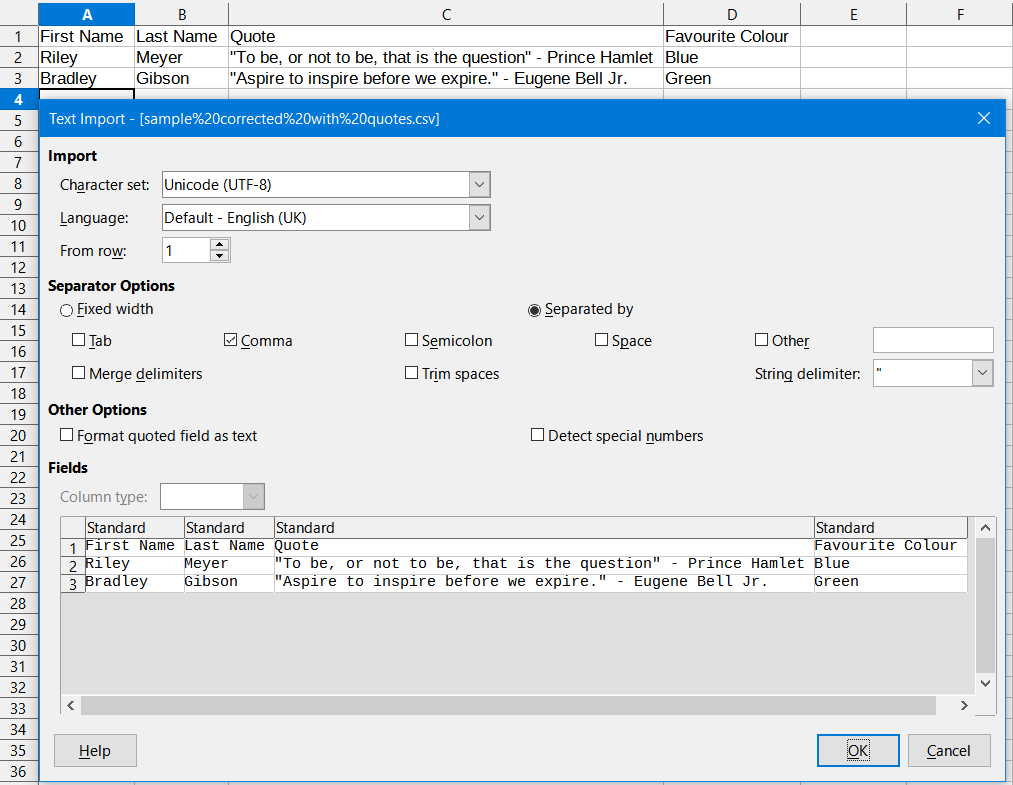 A B C D E F
1 First Name Last Name Quote Favourite Colour
2 Riley Meyer "To be, or not to be, that is the question" - Prince Hamlet Blue
3 Bradley Gibson "Aspire to inspire before we expire." - Eugene Bell Jr. Green
4
5 Text Import - [sample%20corrected%20with%20quotes.csv]
6
7 Import
8 Character set: Unicode (UTF-8)
9
10 Language: Default - English (UK)
11 From row: 1
12
13 Separator Options
14 Fixed width Separated by
15
16 Tab Comma Semicolon Space Other
17 Merge delimiters Trim spaces String delimiter: "
18
19 Other Options
20 Format quoted field as text Detect special numbers
21
22 Fields
23 Column type:
24 Standard Standard Standard Standard
25 1 First Name Last Name Quote Favourite Colour
26 2 Riley Meyer "To be, or not to be, that is the question" - Prince Hamlet Blue
27 3 Bradley Gibson "Aspire to inspire before we expire." - Eugene Bell Jr. Green
28
29
30
31
32
33
34
35 Help OK Cancel
36